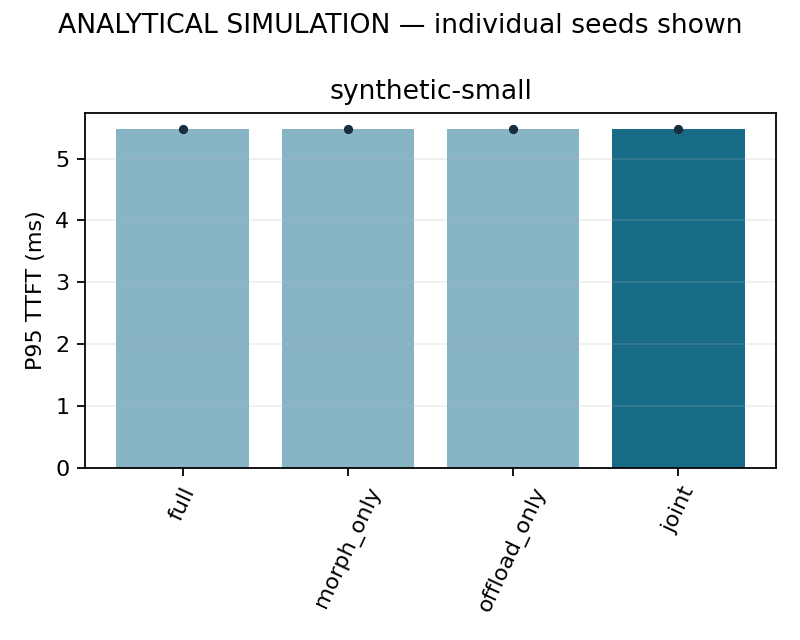 ANALYTICAL SIMULATION — individual seeds shown
synthetic-small
P95 TTFT (ms)
5
4
3
2
1
0
full
morph_only
offload_only
joint